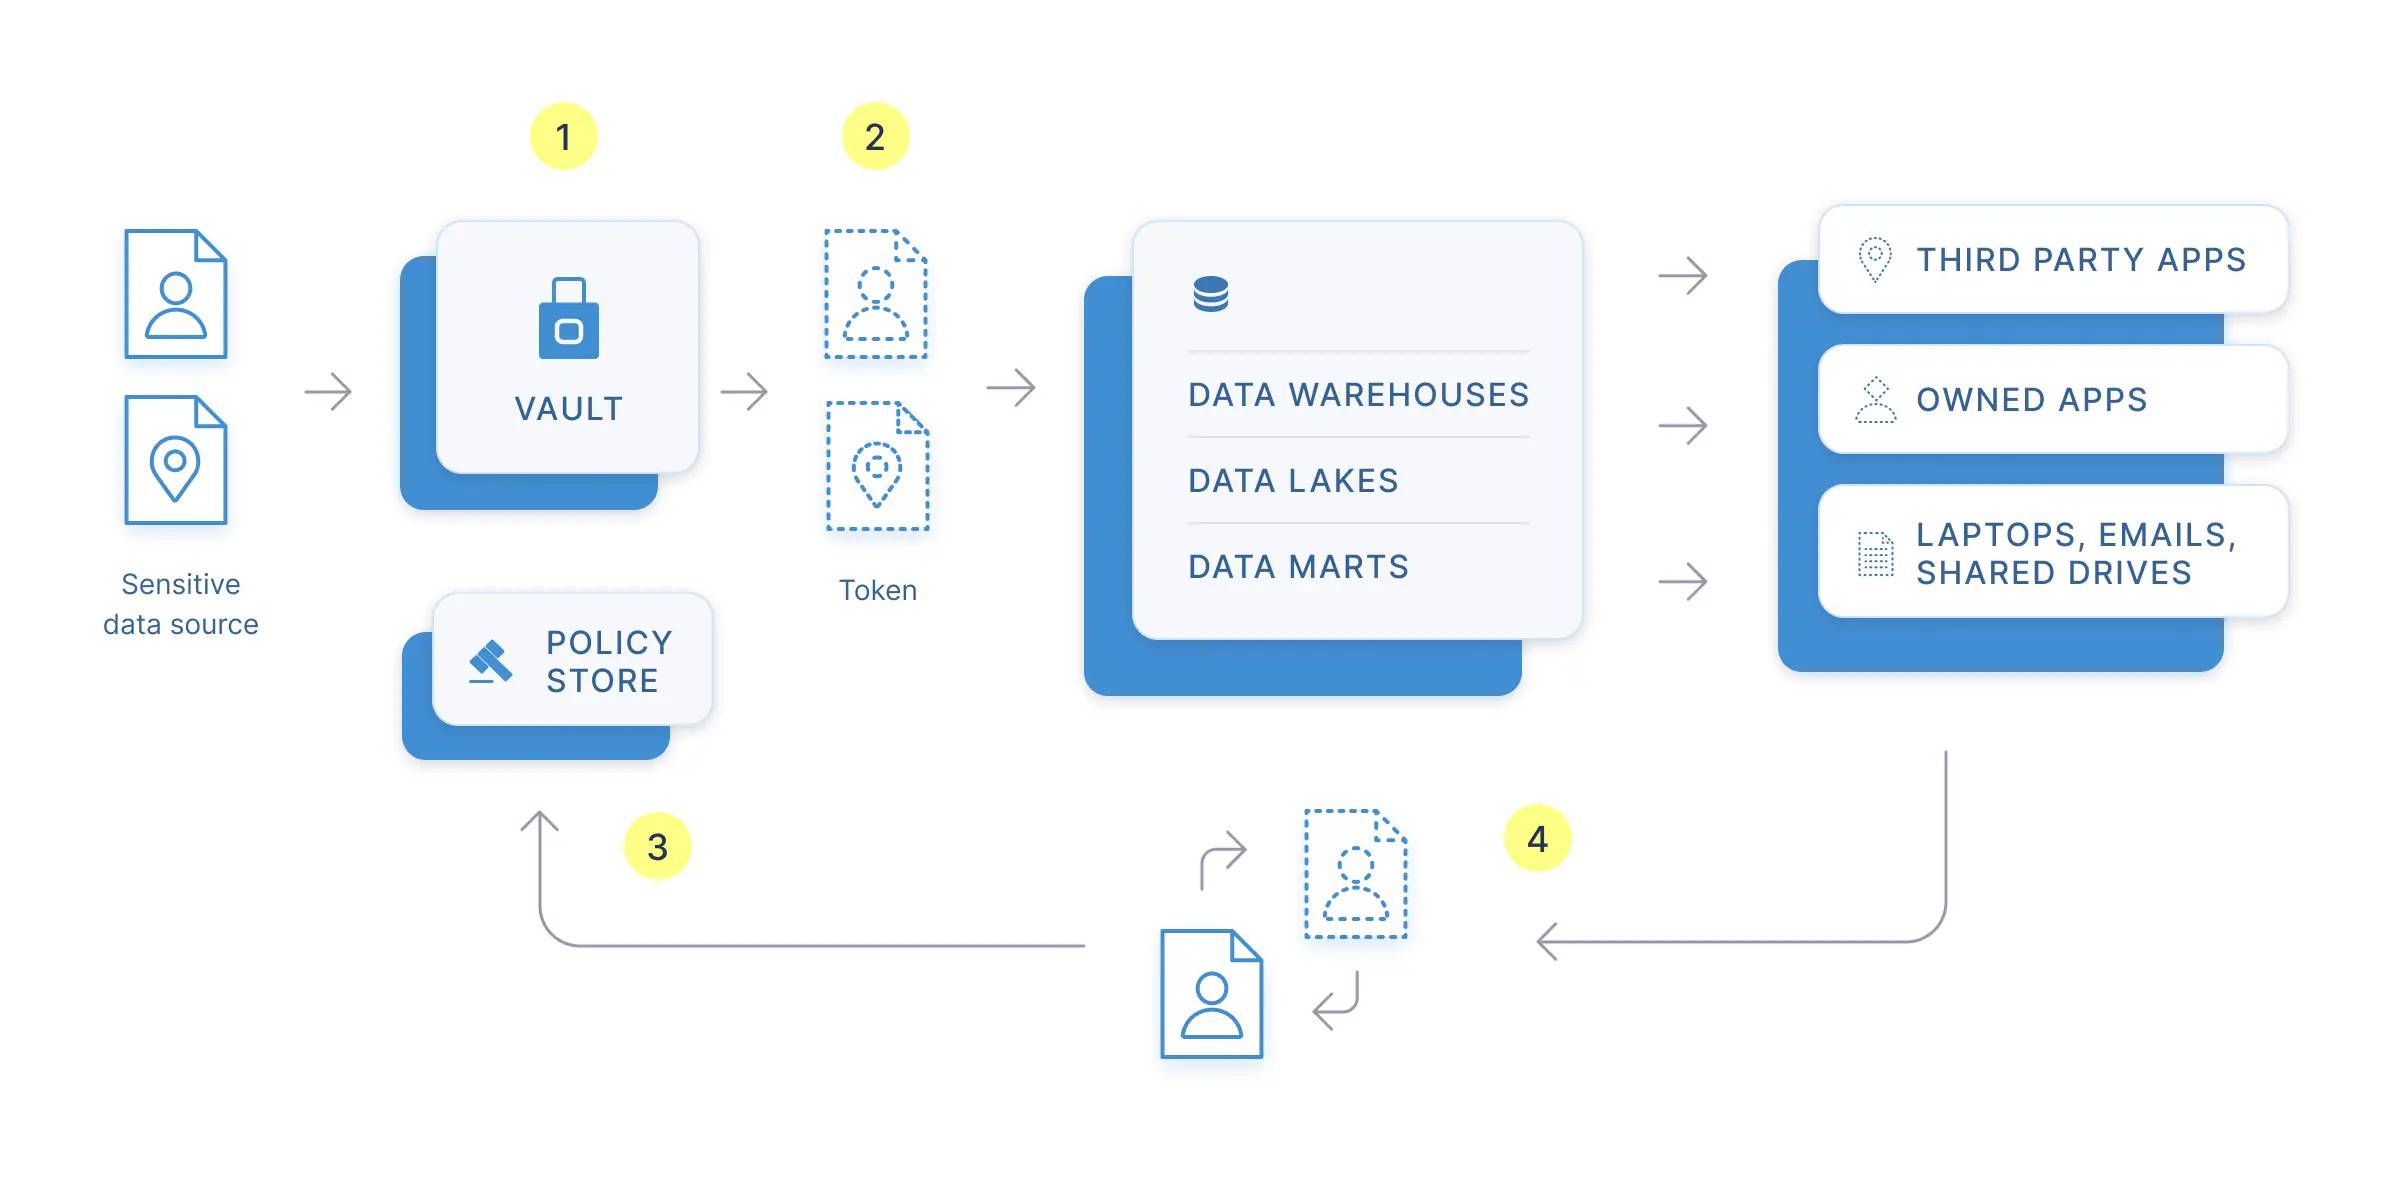 1
2
Sensitive
data source
VAULT
POLICY
STORE
Token
DATA WAREHOUSES
DATA LAKES
DATA MARTS
THIRD PARTY APPS
OWNED APPS
LAPTOPS, EMAILS,
SHARED DRIVES
3
4